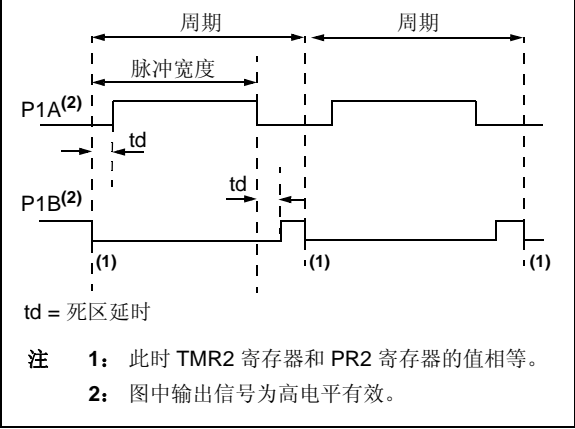 周期 周期
脉冲宽度
P1A(2)
td
td
P1B(2)
(1) (1) (1)
td = 死区延时
注 1： 此时 TMR2 寄存器和 PR2 寄存器的值相等。
2： 图中输出信号为高电平有效。